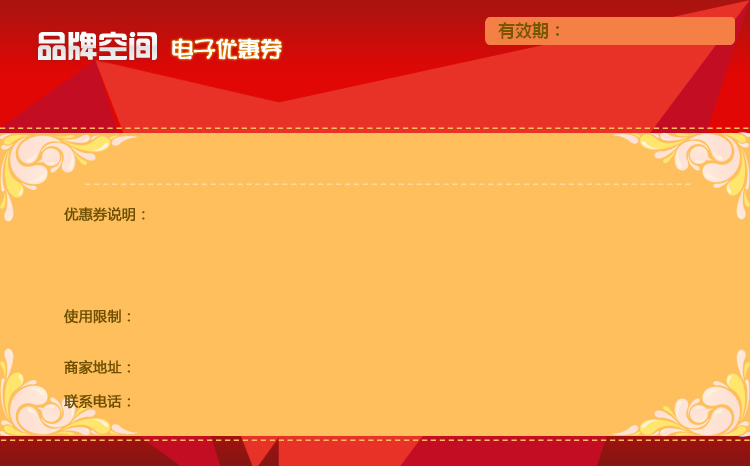 品牌空间 电子优惠券
有效期：
优惠券说明：
使用限制：
商家地址：
联系电话：